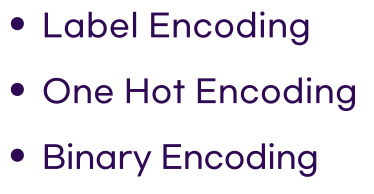 • Label Encoding
• One Hot Encoding
• Binary Encoding